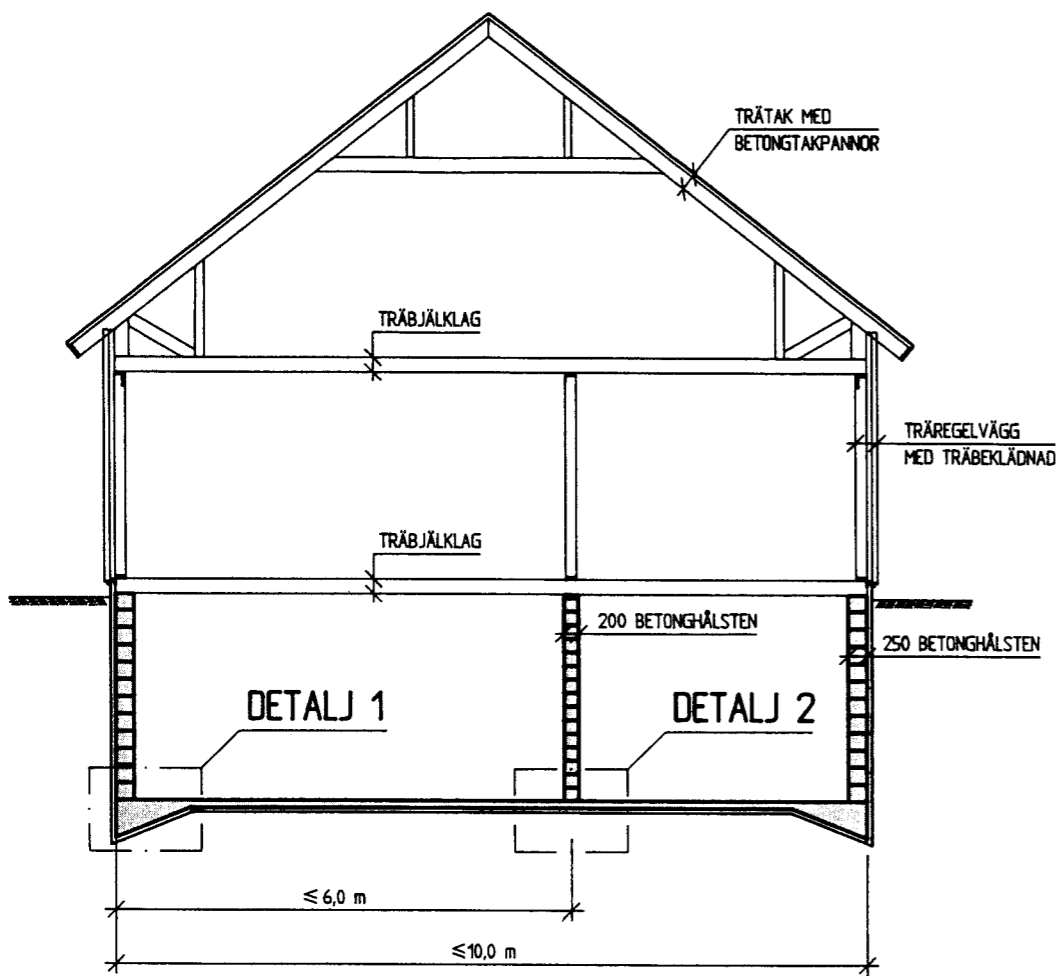 TRÄTAK MED
BETONGTAKPANNOR
TRÄBJÄLKLAG
TRÄREGELVÄGG
MED TRÄBEKLÄDNAD
TRÄBJÄLKLAG
200 BETONGHÅLSTEN
250 BETONGHÅLSTEN
DETALJ 1
DETALJ 2
≤ 6,0 m
≤10,0 m